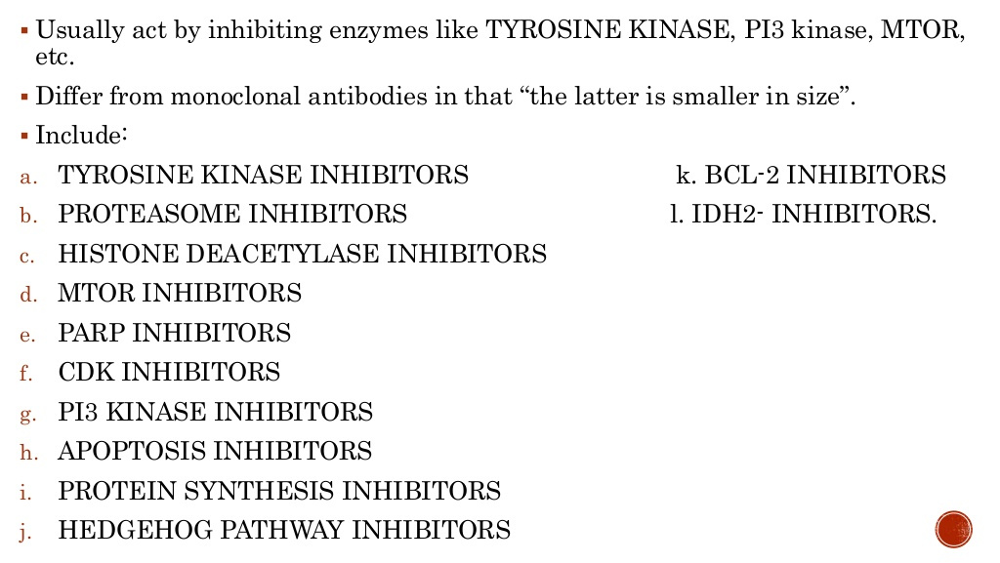 ▪ Usually act by inhibiting enzymes like TYROSINE KINASE, PI3 kinase, MTOR,
etc.
▪ Differ from monoclonal antibodies in that “the latter is smaller in size”.
▪ Include:
a. TYROSINE KINASE INHIBITORS
b. PROTEASOME INHIBITORS
c. HISTONE DEACETYLASE INHIBITORS
d. MTOR INHIBITORS
e. PARP INHIBITORS
f. CDK INHIBITORS
g. PI3 KINASE INHIBITORS
h. APOPTOSIS INHIBITORS
i. PROTEIN SYNTHESIS INHIBITORS
j. HEDGEHOG PATHWAY INHIBITORS
k. BCL-2 INHIBITORS
l. IDH2- INHIBITORS.